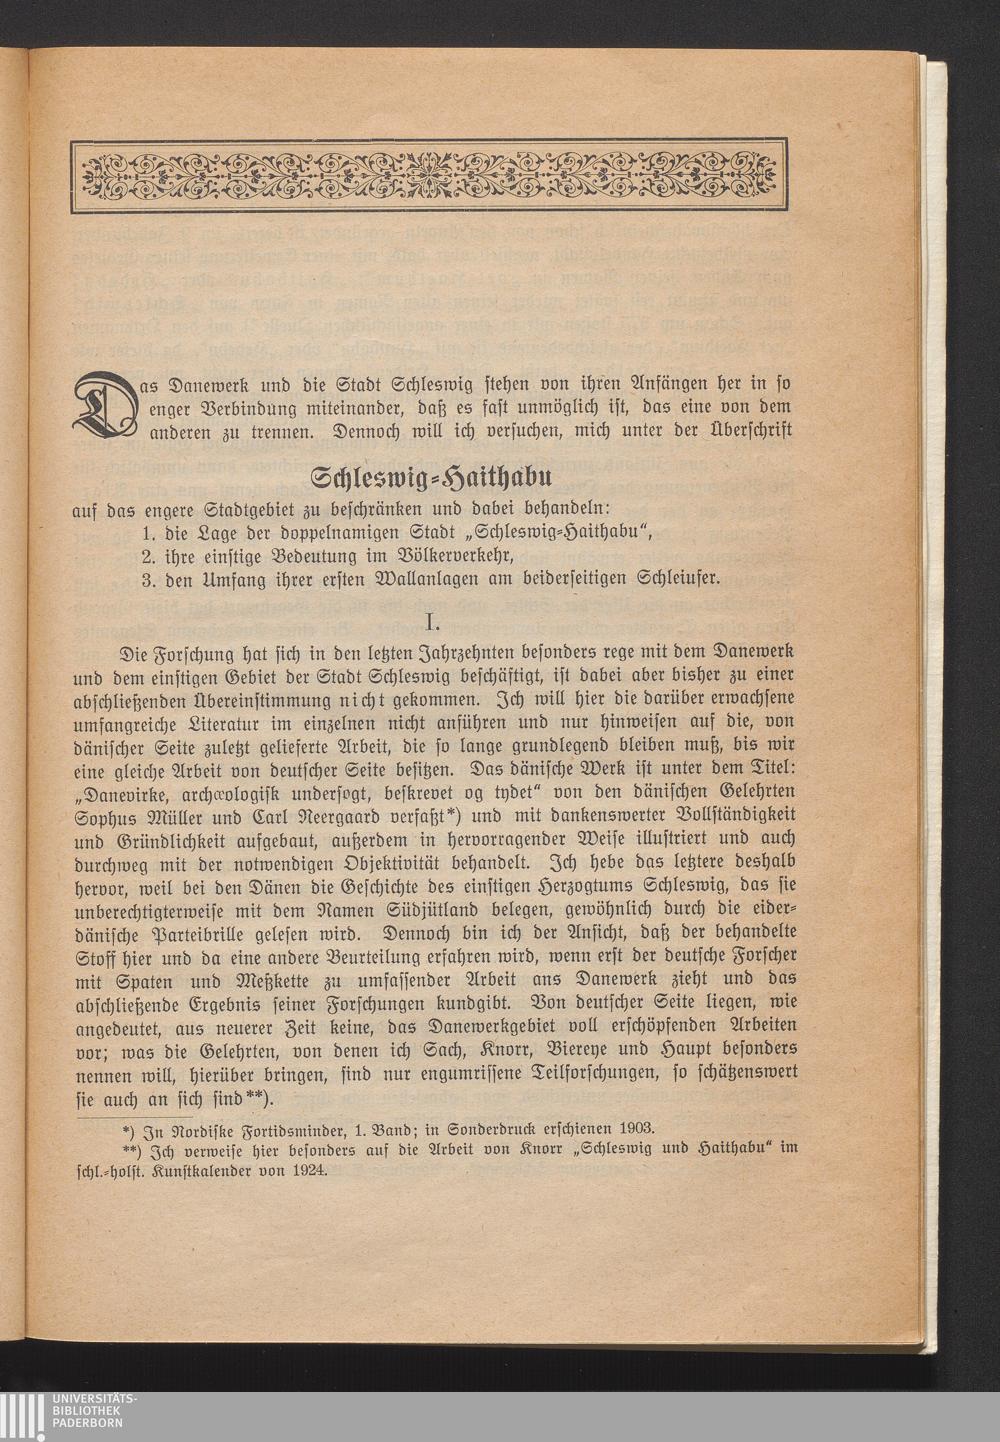 Das Danewerk und die Stadt Schleswig stehen von ihren Anfängen her in so
enger Verbindung miteinander, daß es fast unmöglich ist, das eine von dem
anderen zu trennen. Dennoch will ich versuchen, mich unter der Überschrift
Schleswig-Haithabu
auf das engere Stadtgebiet zu beschränken und dabei behandeln:
1. die Lage der doppelnamigen Stadt „Schleswig-Haithabu“,
2. ihre einstige Bedeutung im Völkerverkehr,
3. den Umfang ihrer ersten Wallanlagen am beiderseitigen Schleiufer.
I.
Die Forschung hat sich in den letzten Jahrzehnten besonders rege mit dem Danewerk
und dem einstigen Gebiet der Stadt Schleswig beschäftigt, ist dabei aber bisher zu einer
abschließenden Übereinstimmung nicht gekommen. Ich will hier die darüber erwachsene
umfangreiche Literatur im einzelnen nicht anführen und nur hinweisen auf die, von
dänischer Seite zuletzt gelieferte Arbeit, die so lange grundlegend bleiben muß, bis wir
eine gleiche Arbeit von deutscher Seite besitzen. Das dänische Werk ist unter dem Titel:
„Danevirke, archæologisk undersøgt, beskrevet og tydet“ von den dänischen Gelehrten
Sophus Müller und Carl Neergaard verfaßt*) und mit dankenswerter Vollständigkeit
und Gründlichkeit aufgebaut, außerdem in hervorragender Weise illustriert und auch
durchweg mit der notwendigen Objektivität behandelt. Ich hebe das letztere deshalb
hervor, weil bei den Dänen die Geschichte des einstigen Herzogtums Schleswig, das sie
unberechtigterweise mit dem Namen Südjütland belegen, gewöhnlich durch die eider-
dänische Parteibrille gelesen wird. Dennoch bin ich der Ansicht, daß der behandelte
Stoff hier und da eine andere Beurteilung erfahren wird, wenn erst der deutsche Forscher
mit Spaten und Meßkette zu umfassender Arbeit ans Danewerk zieht und das
abschließende Ergebnis seiner Forschungen kundgibt. Von deutscher Seite liegen, wie
angedeutet, aus neuerer Zeit keine, das Danewerkgebiet voll erschöpfenden Arbeiten
vor; was die Gelehrten, von denen ich Sach, Knorr, Biereye und Haupt besonders
nennen will, hierüber bringen, sind nur engumrissene Teilforschungen, so schätzenswert
sie auch an sich sind**).
*) In Nordiske Fortidsminder, 1. Band; in Sonderdruck erschienen 1903.
**) Ich verweise hier besonders auf die Arbeit von Knorr „Schleswig und Haithabu“ im
schl.-holst. Kunstkalender von 1924.
UNIVERSITÄTS-
BIBLIOTHEK
PADERBORN